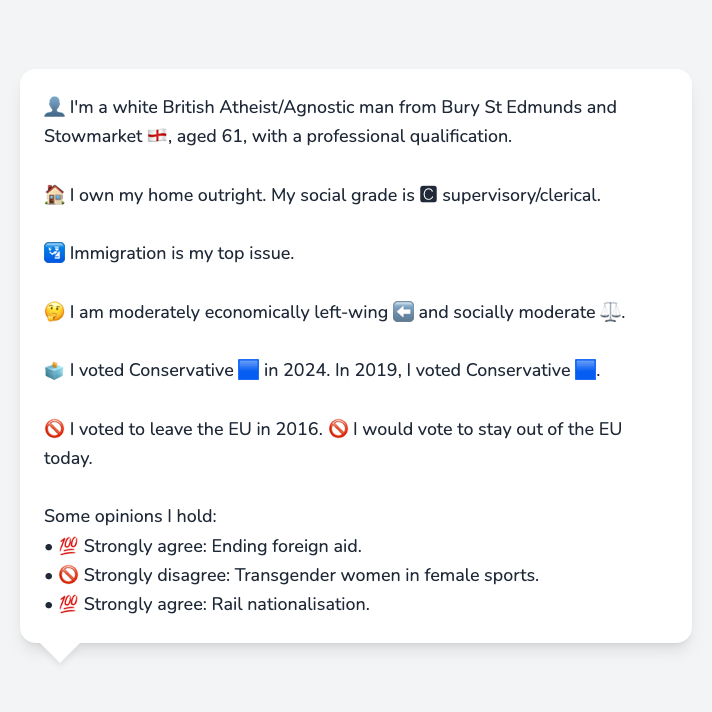 👤 I'm a white British Atheist/Agnostic man from Bury St Edmunds and
Stowmarket 🏴󠁧󠁢󠁥󠁮󠁧󠁿, aged 61, with a professional qualification.
🏠 I own my home outright. My social grade is 🅲 supervisory/clerical.
🛂 Immigration is my top issue.
🤔 I am moderately economically left-wing ⬅️ and socially moderate ⚖️.
🗳️ I voted Conservative 🟦 in 2024. In 2019, I voted Conservative 🟦.
🚫 I voted to leave the EU in 2016. 🚫 I would vote to stay out of the EU
today.
Some opinions I hold:
• 💯 Strongly agree: Ending foreign aid.
• 🚫 Strongly disagree: Transgender women in female sports.
• 💯 Strongly agree: Rail nationalisation.